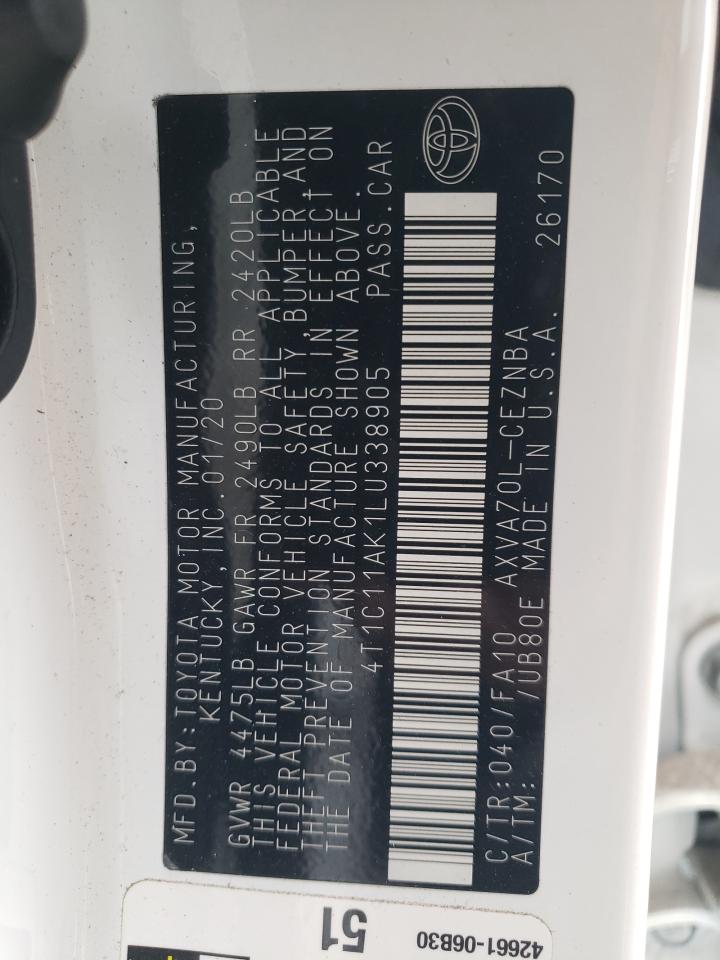 MFD.BY:TOYOTA MOTOR MANUFACTURING,
KENTUCKY,INC.01/20
GVWR 4475LB GAWR FR 2490LB RR 2420LB
THIS VEHICLE CONFORMS TO ALL APPLICABLE
FEDERAL MOTOR VEHICLE SAFETY,BUMPER,AND
THEFT PREVENTION STANDARDS IN EFFECT ON
THE DATE OF MANUFACTURE SHOWN ABOVE.
4T1C11AK1LU338905 PASS.CAR
C/TR:040/FA10 AXVA70L-CEZNBA
A/TM: /UB80E MADE IN U.S.A. 26170
51
42661-06B30